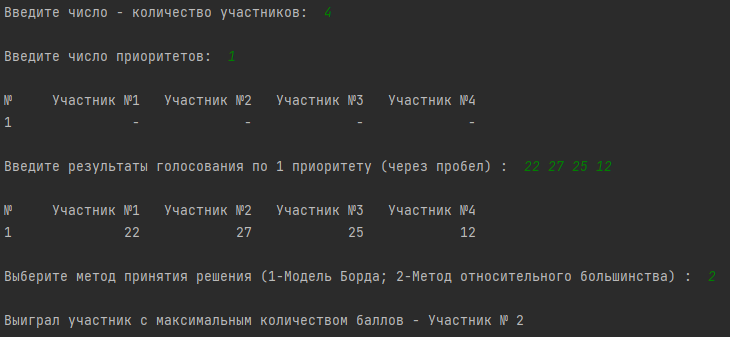 Введите число - количество участников: 4
Введите число приоритетов: 1
№ Участник №1 Участник №2 Участник №3 Участник №4
1 - - - -
Введите результаты голосования по 1 приоритету (через пробел) : 22 27 25 12
№ Участник №1 Участник №2 Участник №3 Участник №4
1 22 27 25 12
Выберите метод принятия решения (1-Модель Борда; 2-Метод относительного большинства) : 2
Выиграл участник с максимальным количеством баллов - Участник № 2